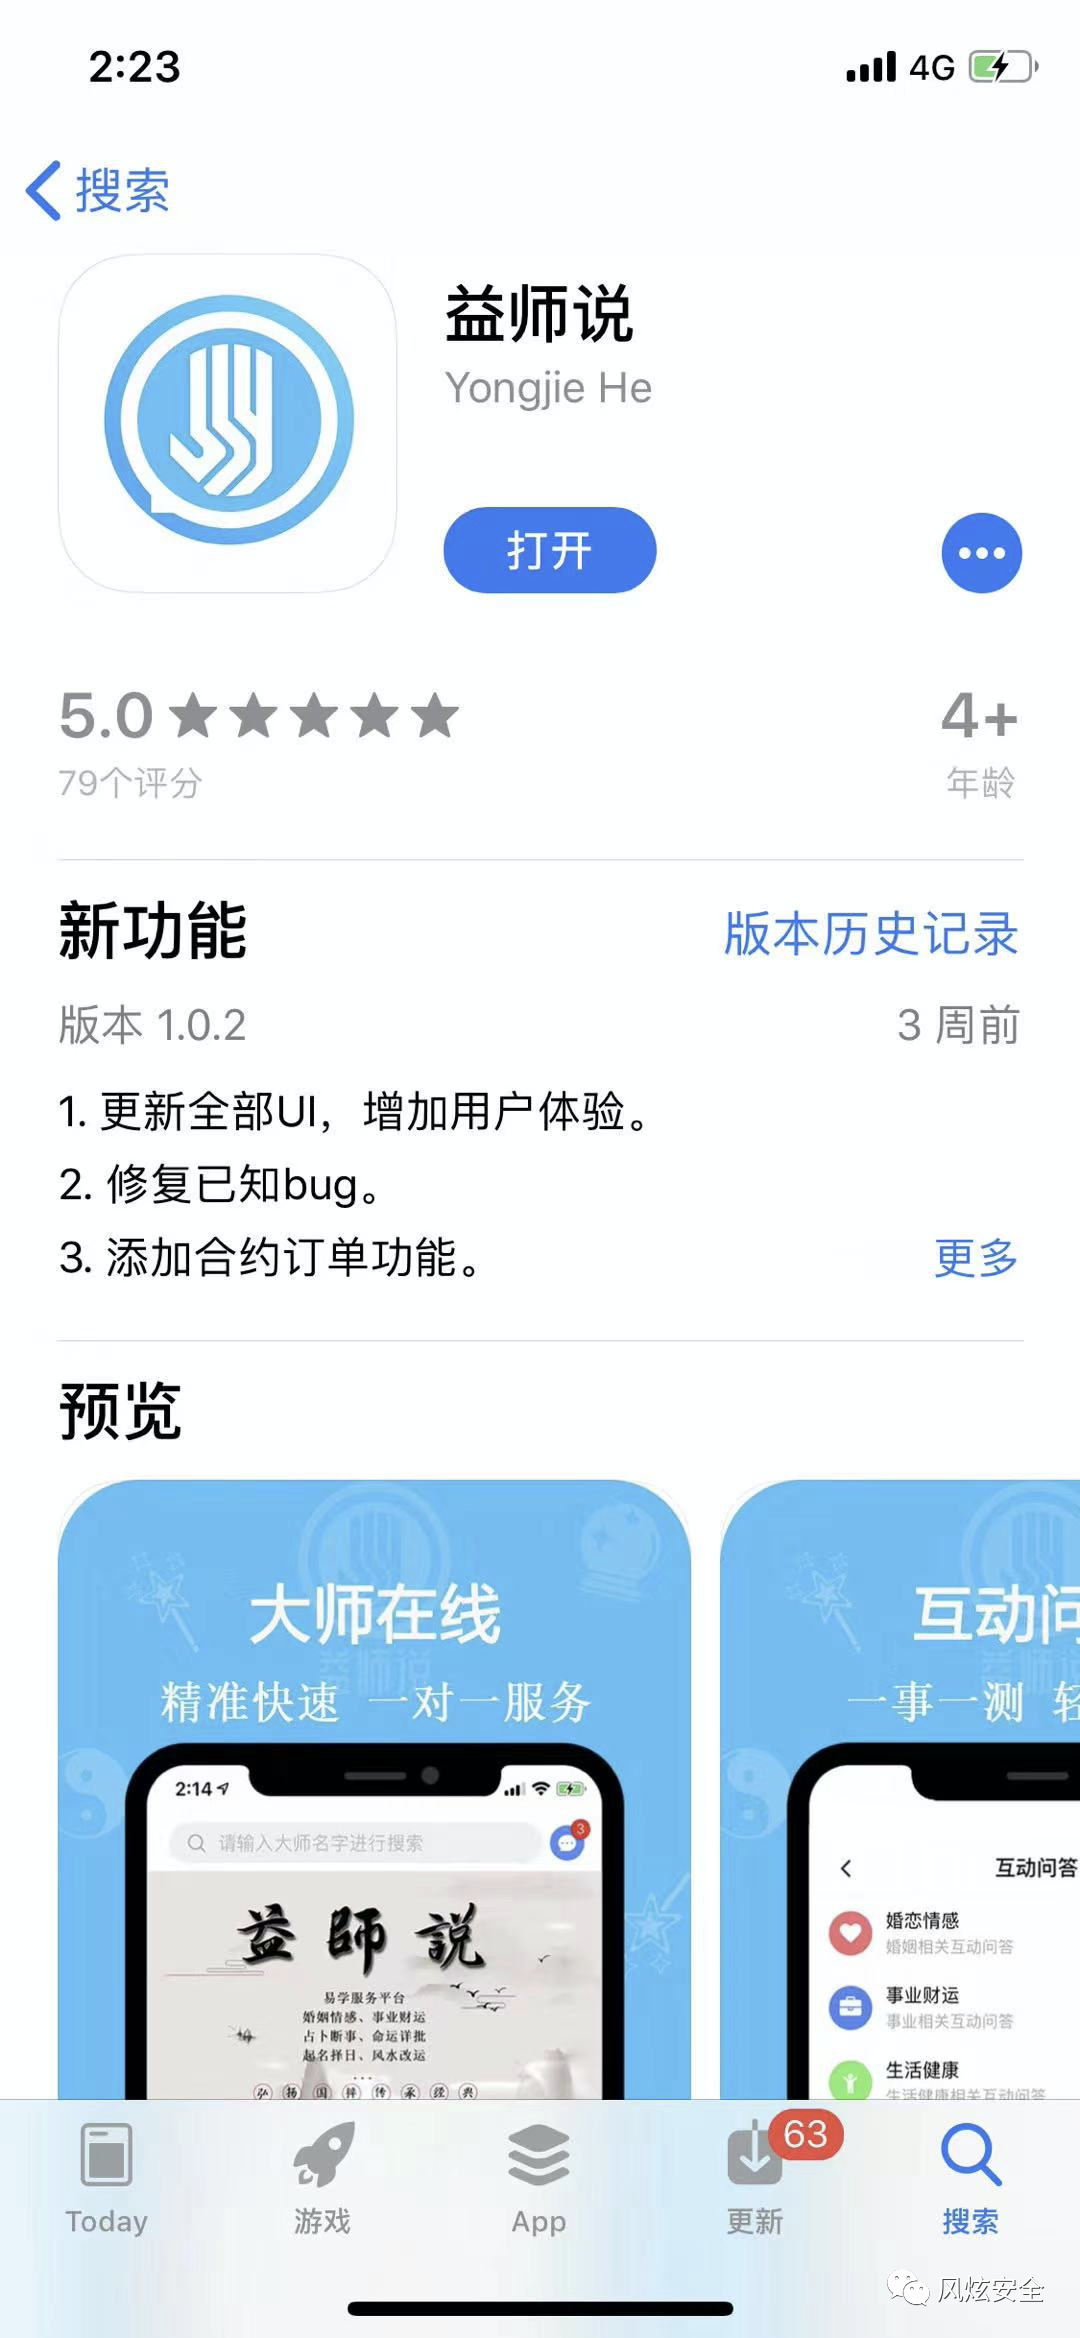 2:23
4G
搜索
益师说
Yongjie He
打开
5.0
4+
79个评分
年龄
新功能
版本历史记录
版本 1.0.2
3 周前
1. 更新全部UI，增加用户体验。
2. 修复已知bug。
3. 添加合约订单功能。
更多
预览
大师在线
精准快速 一对一服务
2:14
请输入大师名字进行搜索
3
益師説
易学服务平台
婚姻情感、事业财运
占卜断事、命运详批
起名择日、风水改运
弘扬国粹传承经典
互动问
一事一测 轻
互动问答
婚恋情感
婚姻相关互动问答
事业财运
事业相关互动问答
生活健康
生活健康相关互动问答
63
Today
游戏
App
更新
搜索
风炫安全